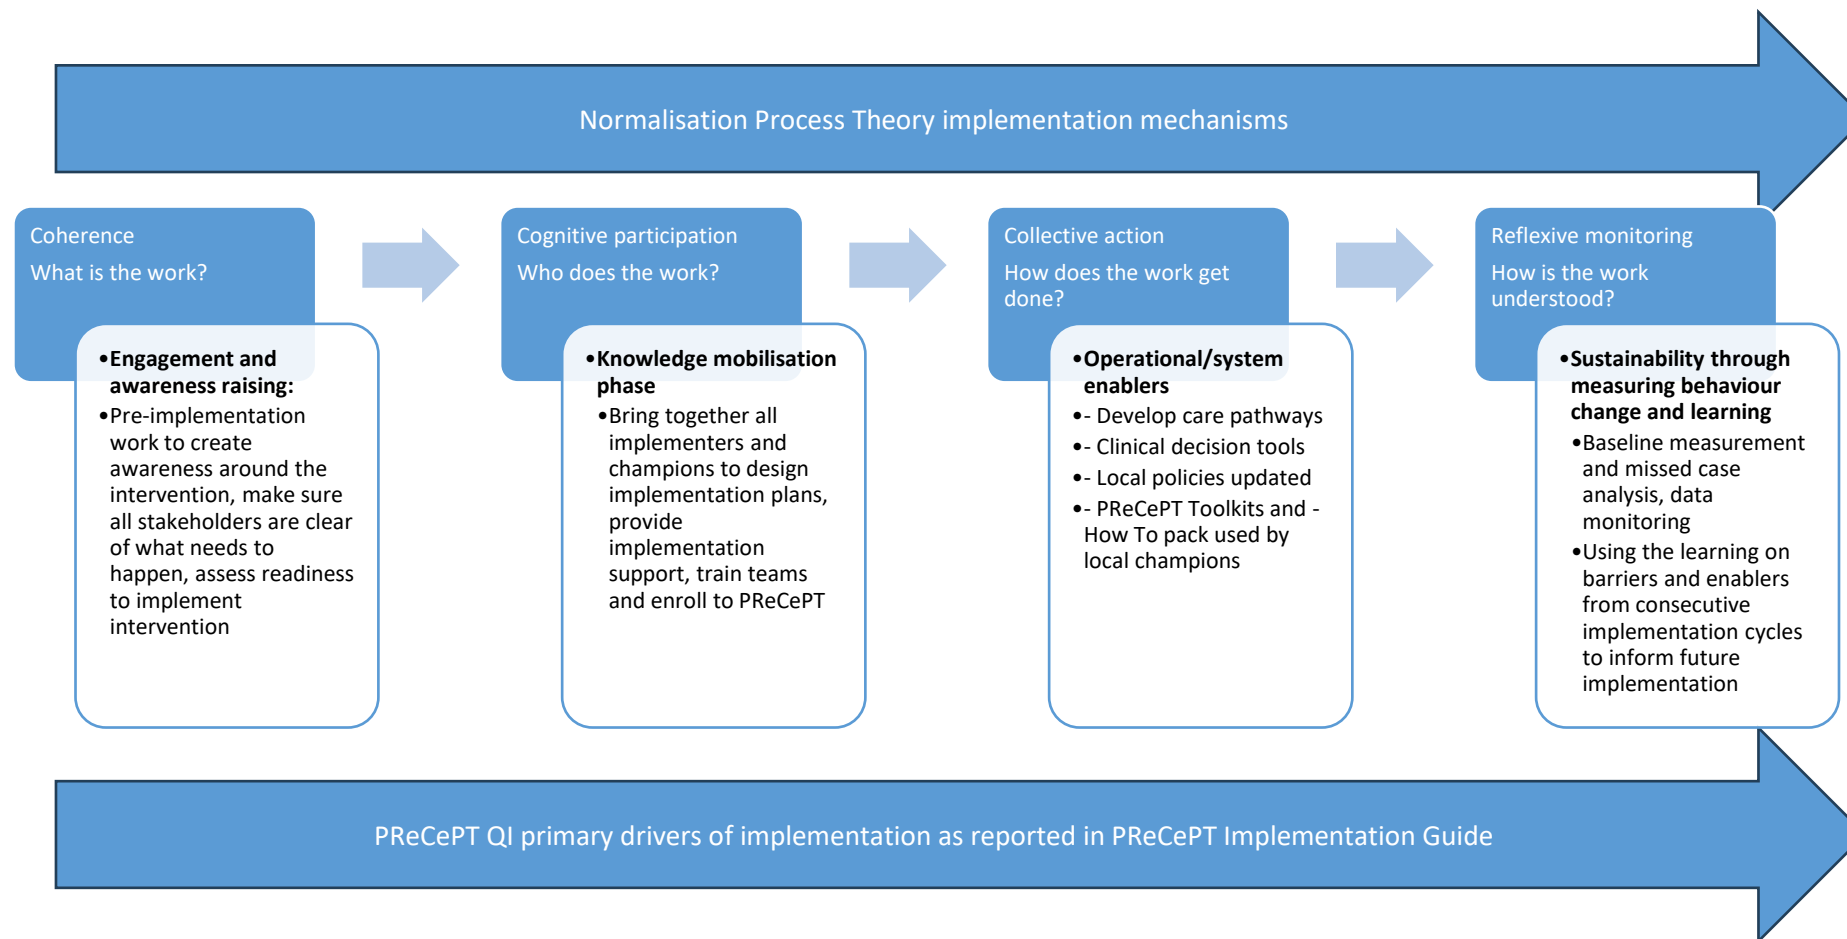 Normalisation Process Theory implementation mechanisms
Coherence
What is the work?
•Engagement and
awareness raising:
•Pre-implementation
work to create
awareness around the
intervention, make sure
all stakeholders are clear
of what needs to
happen, assess readiness
to implement
intervention
Cognitive participation
Who does the work?
•Knowledge mobilisation
phase
•Bring together all
implementers and
champions to design
implementation plans,
provide
implementation
support, train teams
and enroll to PReCePT
Collective action
How does the work get
done?
•Operational/system
enablers
•- Develop care pathways
•- Clinical decision tools
•- Local policies updated
•- PReCePT Toolkits and -
How To pack used by
local champions
Reflexive monitoring
How is the work
understood?
•Sustainability through
measuring behaviour
change and learning
•Baseline measurement
and missed case
analysis, data
monitoring
•Using the learning on
barriers and enablers
from consecutive
implementation cycles
to inform future
implementation
PReCePT QI primary drivers of implementation as reported in PReCePT Implementation Guide